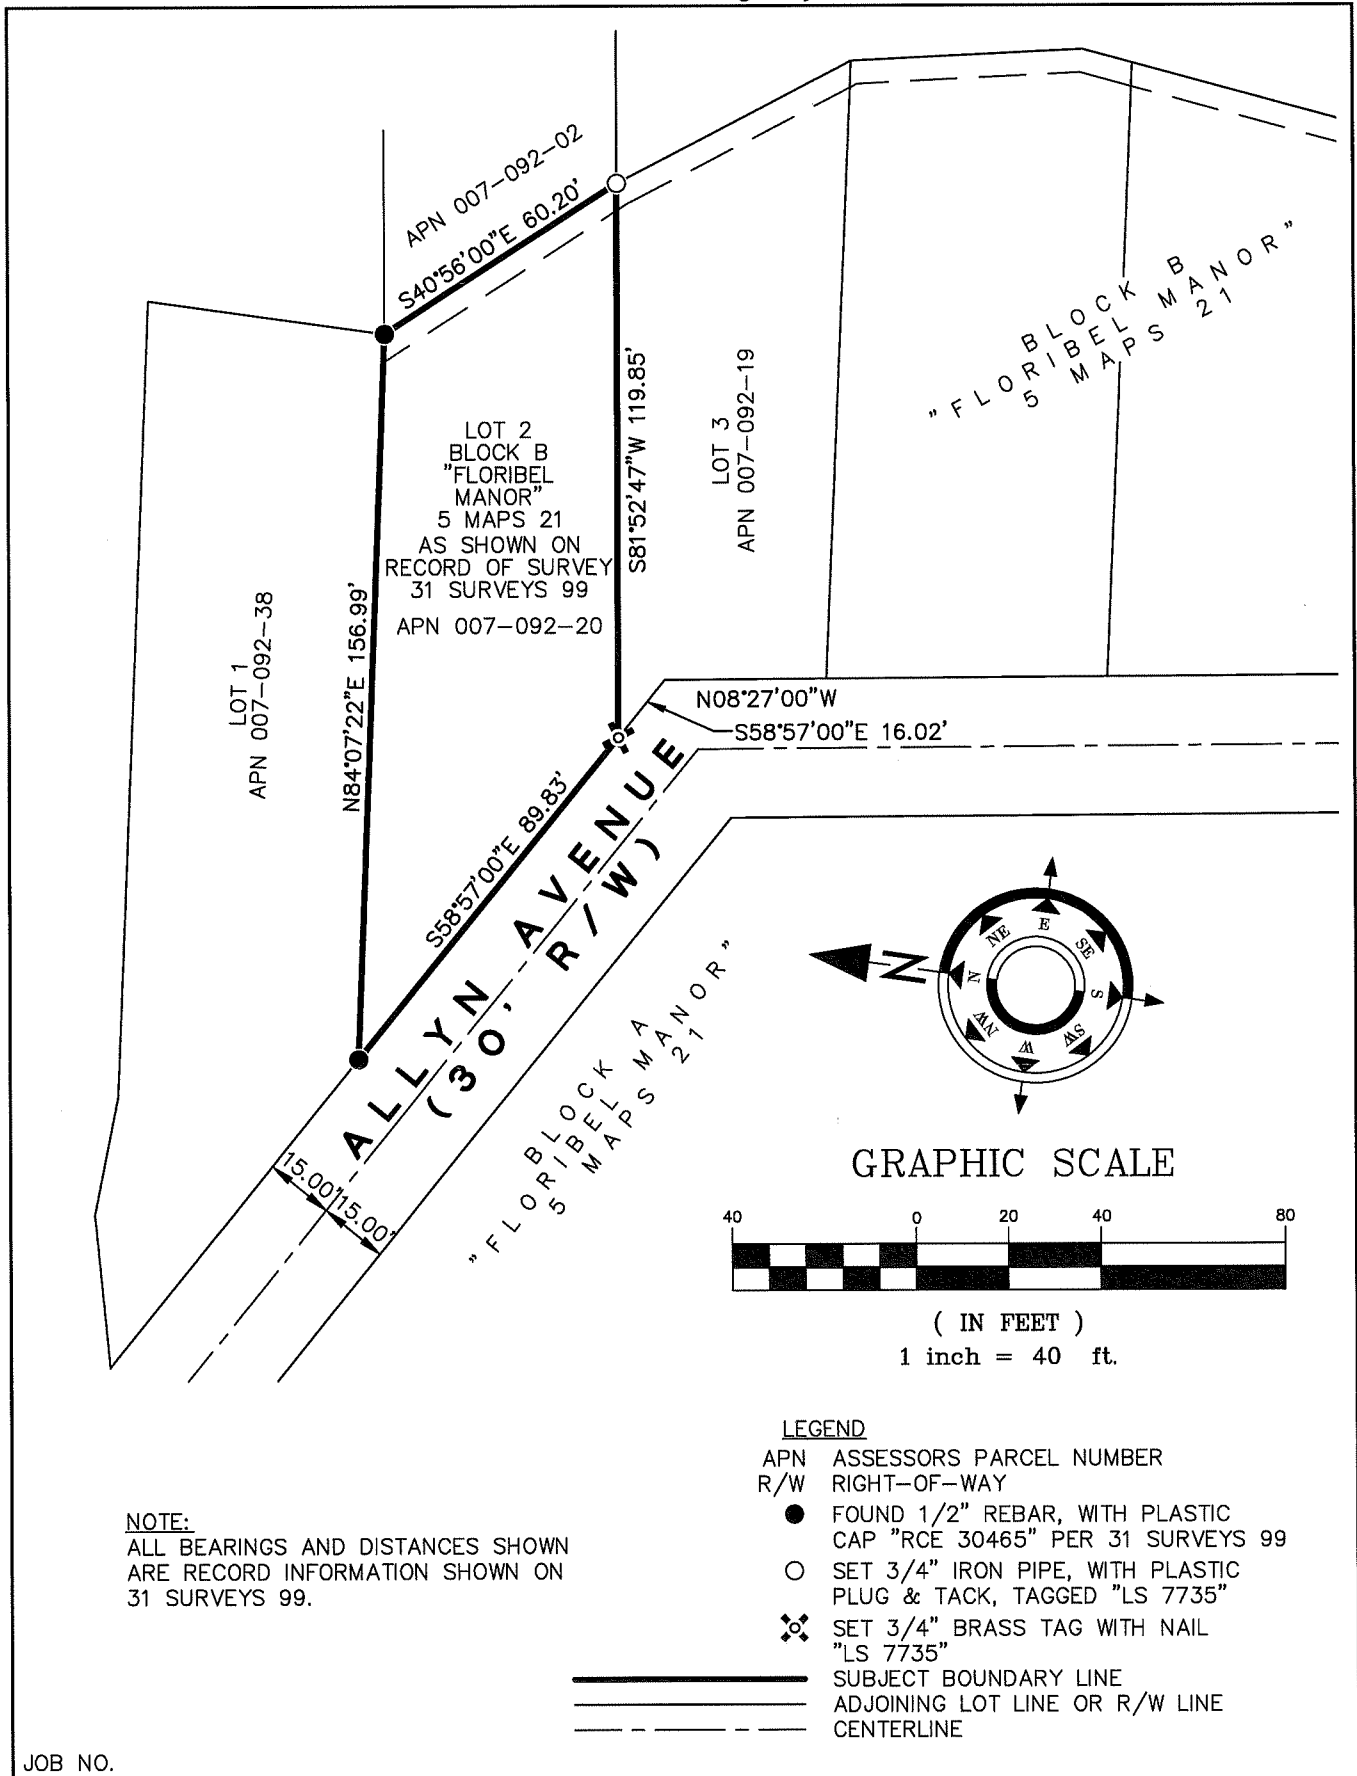 APN 007-092-02
S40°56'00"E 60.20'
BLOCK B
"FLORIBEL MANOR"
5 MAPS 21
LOT 2
BLOCK B
"FLORIBEL
MANOR"
5 MAPS 21
AS SHOWN ON
RECORD OF SURVEY
31 SURVEYS 99
APN 007-092-20
S81°52'47"W 119.85'
LOT 3
APN 007-092-19
LOT 1
APN 007-092-38
N84°07'22"E 156.99'
N08°27'00"W
S58°57'00"E 16.02'
S58°57'00"E 89.83'
ALLYN AVENUE
(30' R/W)
BLOCK A
"FLORIBEL MANOR"
5 MAPS 21
15.00'
15.00'
N
N
NE
E
SE
S
SW
W
NW
GRAPHIC SCALE
40 0 20 40 80
( IN FEET )
1 inch = 40 ft.
LEGEND
APN ASSESSORS PARCEL NUMBER
R/W RIGHT-OF-WAY
FOUND 1/2" REBAR, WITH PLASTIC
CAP "RCE 30465" PER 31 SURVEYS 99
SET 3/4" IRON PIPE, WITH PLASTIC
PLUG & TACK, TAGGED "LS 7735"
SET 3/4" BRASS TAG WITH NAIL
"LS 7735"
SUBJECT BOUNDARY LINE
ADJOINING LOT LINE OR R/W LINE
CENTERLINE
NOTE:
ALL BEARINGS AND DISTANCES SHOWN
ARE RECORD INFORMATION SHOWN ON
31 SURVEYS 99.
JOB NO.